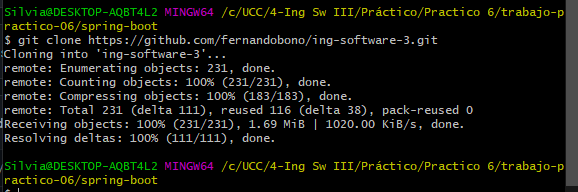 Silvia@DESKTOP-AQBT4L2 MINGW64 /c/UCC/4-Ing Sw III/Práctico/Practico 6/trabajo-p
ractico-06/spring-boot
$ git clone https://github.com/fernandobono/ing-software-3.git
Cloning into 'ing-software-3'...
remote: Enumerating objects: 231, done.
remote: Counting objects: 100% (231/231), done.
remote: Compressing objects: 100% (183/183), done.
remote: Total 231 (delta 111), reused 116 (delta 38), pack-reused 0
Receiving objects: 100% (231/231), 1.69 MiB | 1020.00 KiB/s, done.
Resolving deltas: 100% (111/111), done.
Silvia@DESKTOP-AQBT4L2 MINGW64 /c/UCC/4-Ing Sw III/Práctico/Practico 6/trabajo-p
ractico-06/spring-boot
$